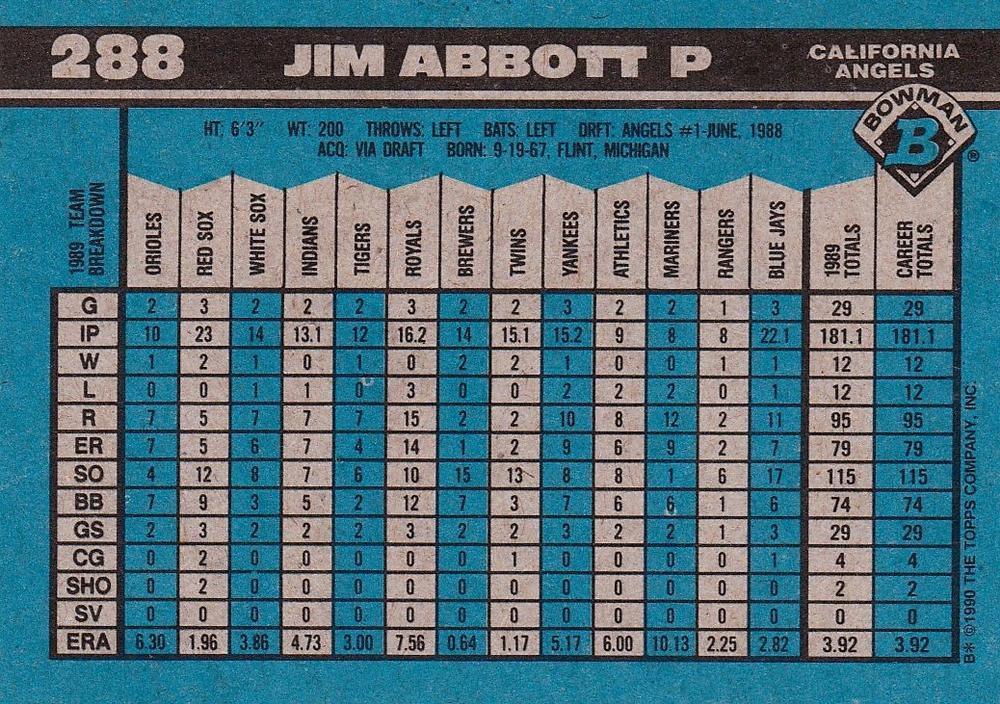 288 JIM ABBOTT P CALIFORNIA ANGELS
BOWMAN
B ®
HT: 6'3" WT: 200 THROWS: LEFT BATS: LEFT DRFT: ANGELS #1-JUNE, 1988
ACQ: VIA DRAFT BORN: 9-19-67, FLINT, MICHIGAN
1989 TEAM BREAKDOWN ORIOLES RED SOX WHITE SOX INDIANS TIGERS ROYALS BREWERS TWINS YANKEES ATHLETICS MARINERS RANGERS BLUE JAYS 1989 TOTALS CAREER TOTALS
G 2 3 2 2 2 3 2 2 3 2 2 1 3 29 29
IP 10 23 14 13.1 12 16.2 14 15.1 15.2 9 8 8 22.1 181.1 181.1
W 1 2 1 0 1 0 2 2 1 0 0 1 1 12 12
L 0 0 1 1 0 3 0 0 2 2 2 0 1 12 12
R 7 5 7 7 7 15 2 2 10 8 12 2 11 95 95
ER 7 5 6 7 4 14 1 2 9 6 9 2 7 79 79
SO 4 12 8 7 6 10 15 13 8 8 1 6 17 115 115
BB 7 9 3 5 2 12 7 3 7 6 6 1 6 74 74
GS 2 3 2 2 2 3 2 2 3 2 2 1 3 29 29
CG 0 2 0 0 0 0 0 1 0 0 0 0 1 4 4
SHO 0 2 0 0 0 0 0 0 0 0 0 0 0 2 2
SV 0 0 0 0 0 0 0 0 0 0 0 0 0 0 0
ERA 6.30 1.96 3.86 4.73 3.00 7.56 0.64 1.17 5.17 6.00 10.13 2.25 2.82 3.92 3.92
B* ©1990 THE TOPPS COMPANY, INC.